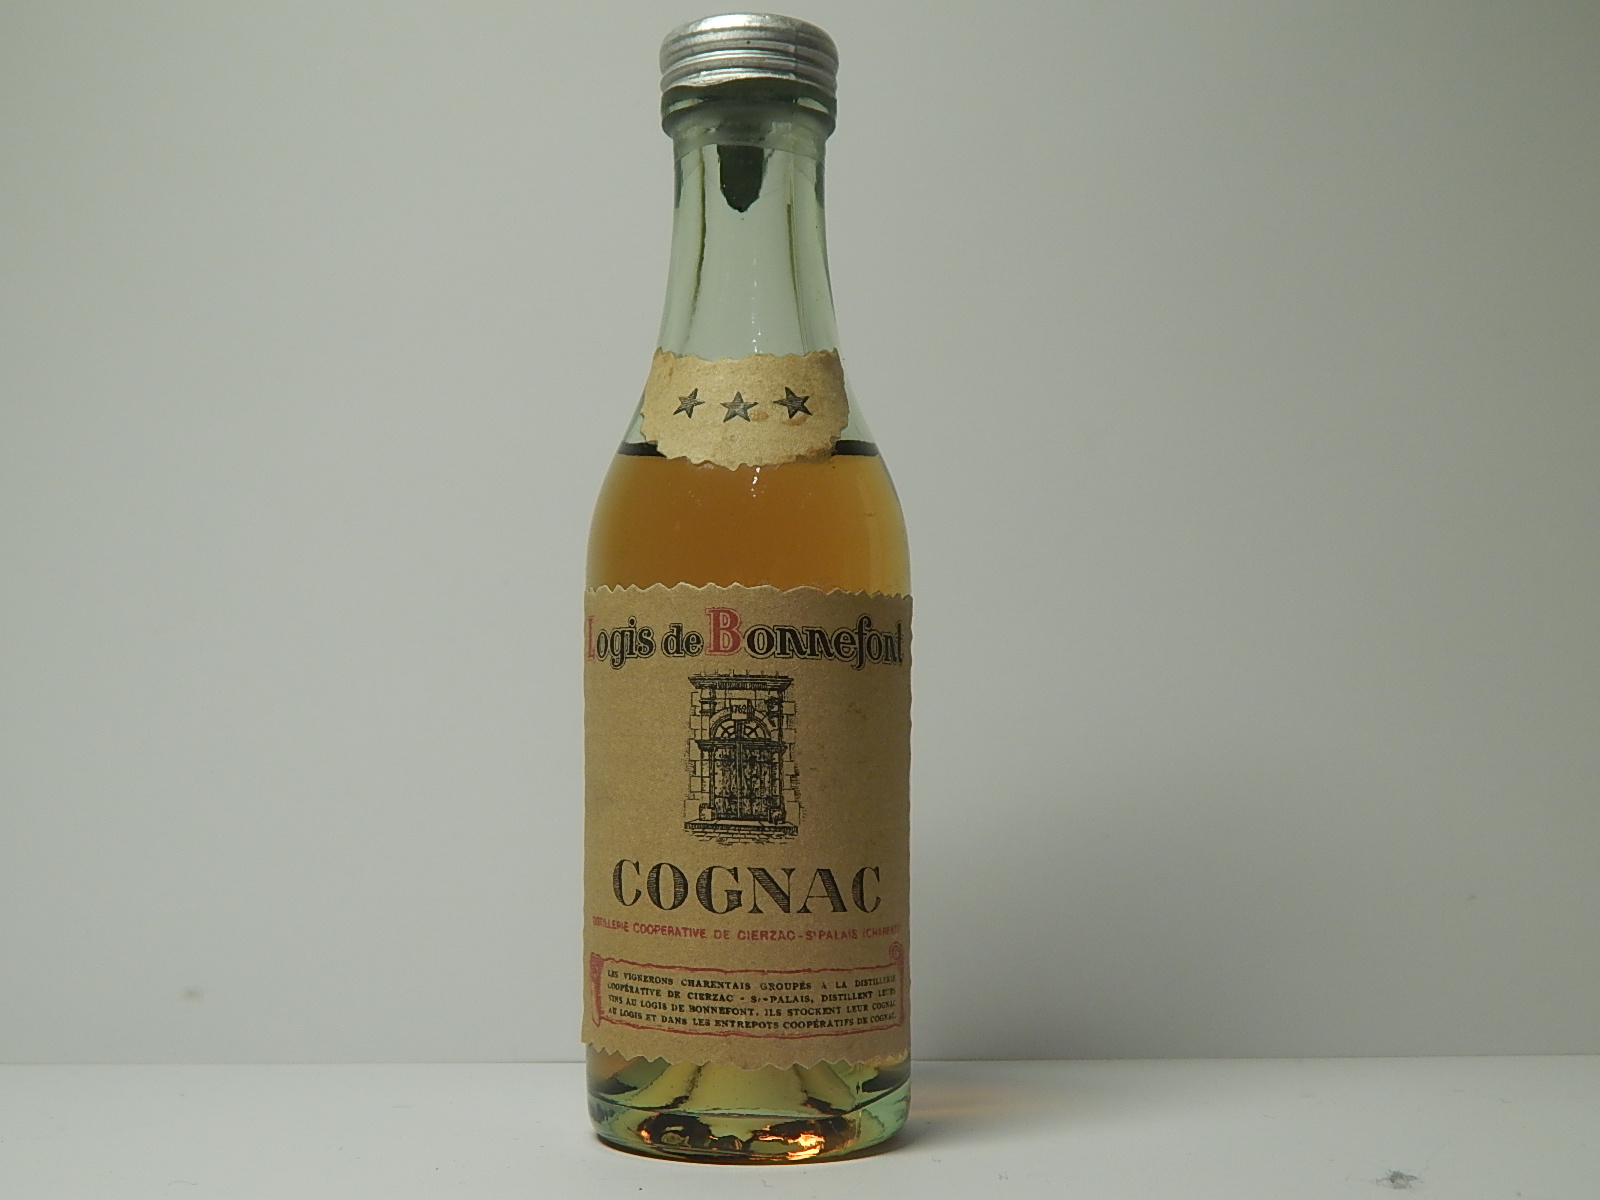 Logis de Bonnefont
1762
COGNAC
DISTILLERIE COOPERATIVE DE CIERZAC - St PALAIS (CHARENTE
LES VIGNERONS CHARENTAIS GROUPÉS A LA DISTILLERIE
COOPÉRATIVE DE CIERZAC - St-PALAIS, DISTILLENT LEURS
VINS AU LOGIS DE BONNEFONT. ILS STOCKENT LEUR COGNAC
AU LOGIS ET DANS LES ENTREPOTS COOPÉRATIFS DE COGNAC.